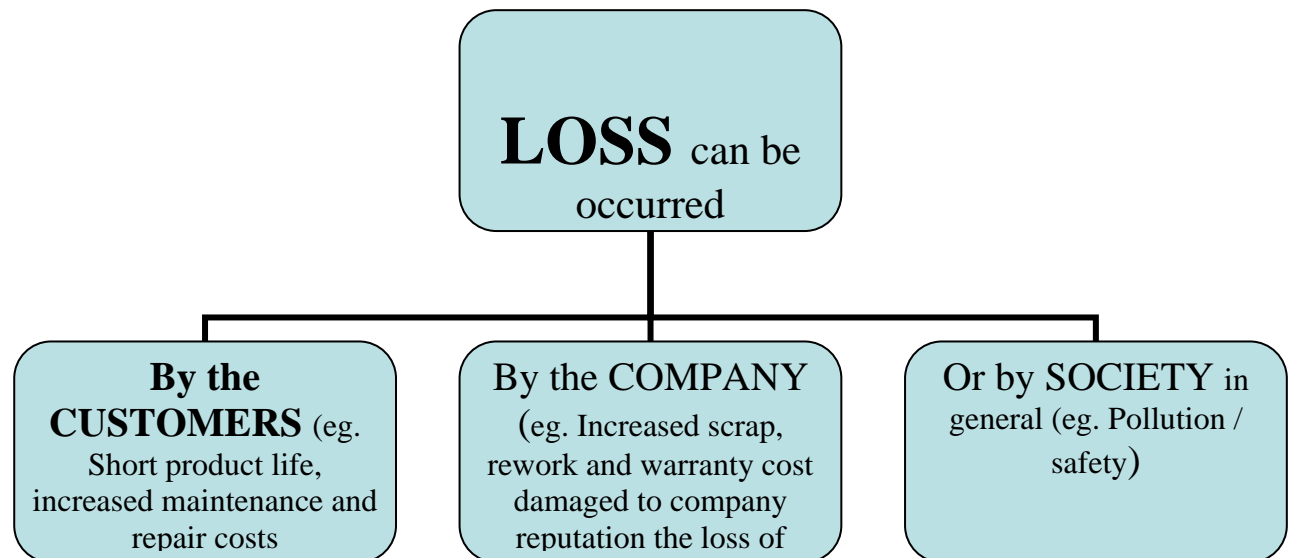 LOSS can be
occurred
By the
CUSTOMERS (eg.
Short product life,
increased maintenance and
repair costs
By the COMPANY
(eg. Increased scrap,
rework and warranty cost
damaged to company
reputation the loss of
Or by SOCIETY in
general (eg. Pollution /
safety)